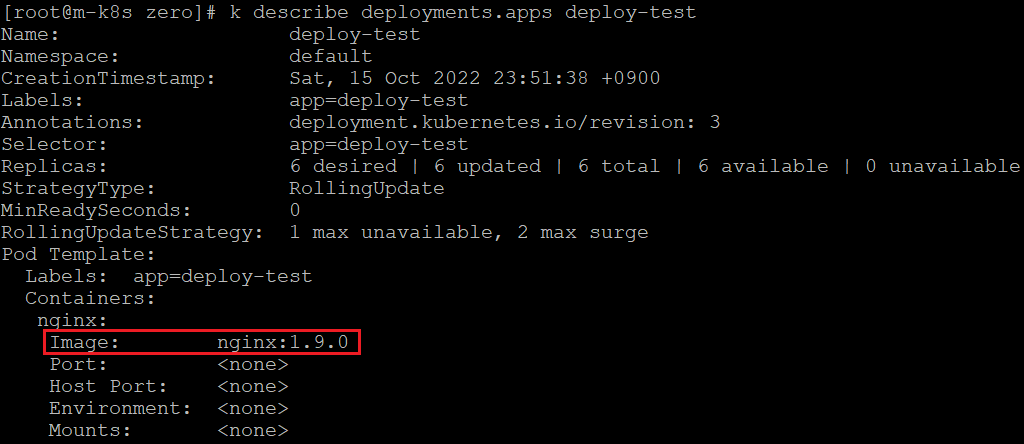 [root@m-k8s zero]# k describe deployments.apps deploy-test
Name:                   deploy-test
Namespace:              default
CreationTimestamp:      Sat, 15 Oct 2022 23:51:38 +0900
Labels:                 app=deploy-test
Annotations:            deployment.kubernetes.io/revision: 3
Selector:               app=deploy-test
Replicas:               6 desired | 6 updated | 6 total | 6 available | 0 unavailable
StrategyType:           RollingUpdate
MinReadySeconds:        0
RollingUpdateStrategy:  1 max unavailable, 2 max surge
Pod Template:
  Labels:  app=deploy-test
  Containers:
   nginx:
    Image:        nginx:1.9.0
    Port:         <none>
    Host Port:    <none>
    Environment:  <none>
    Mounts:       <none>